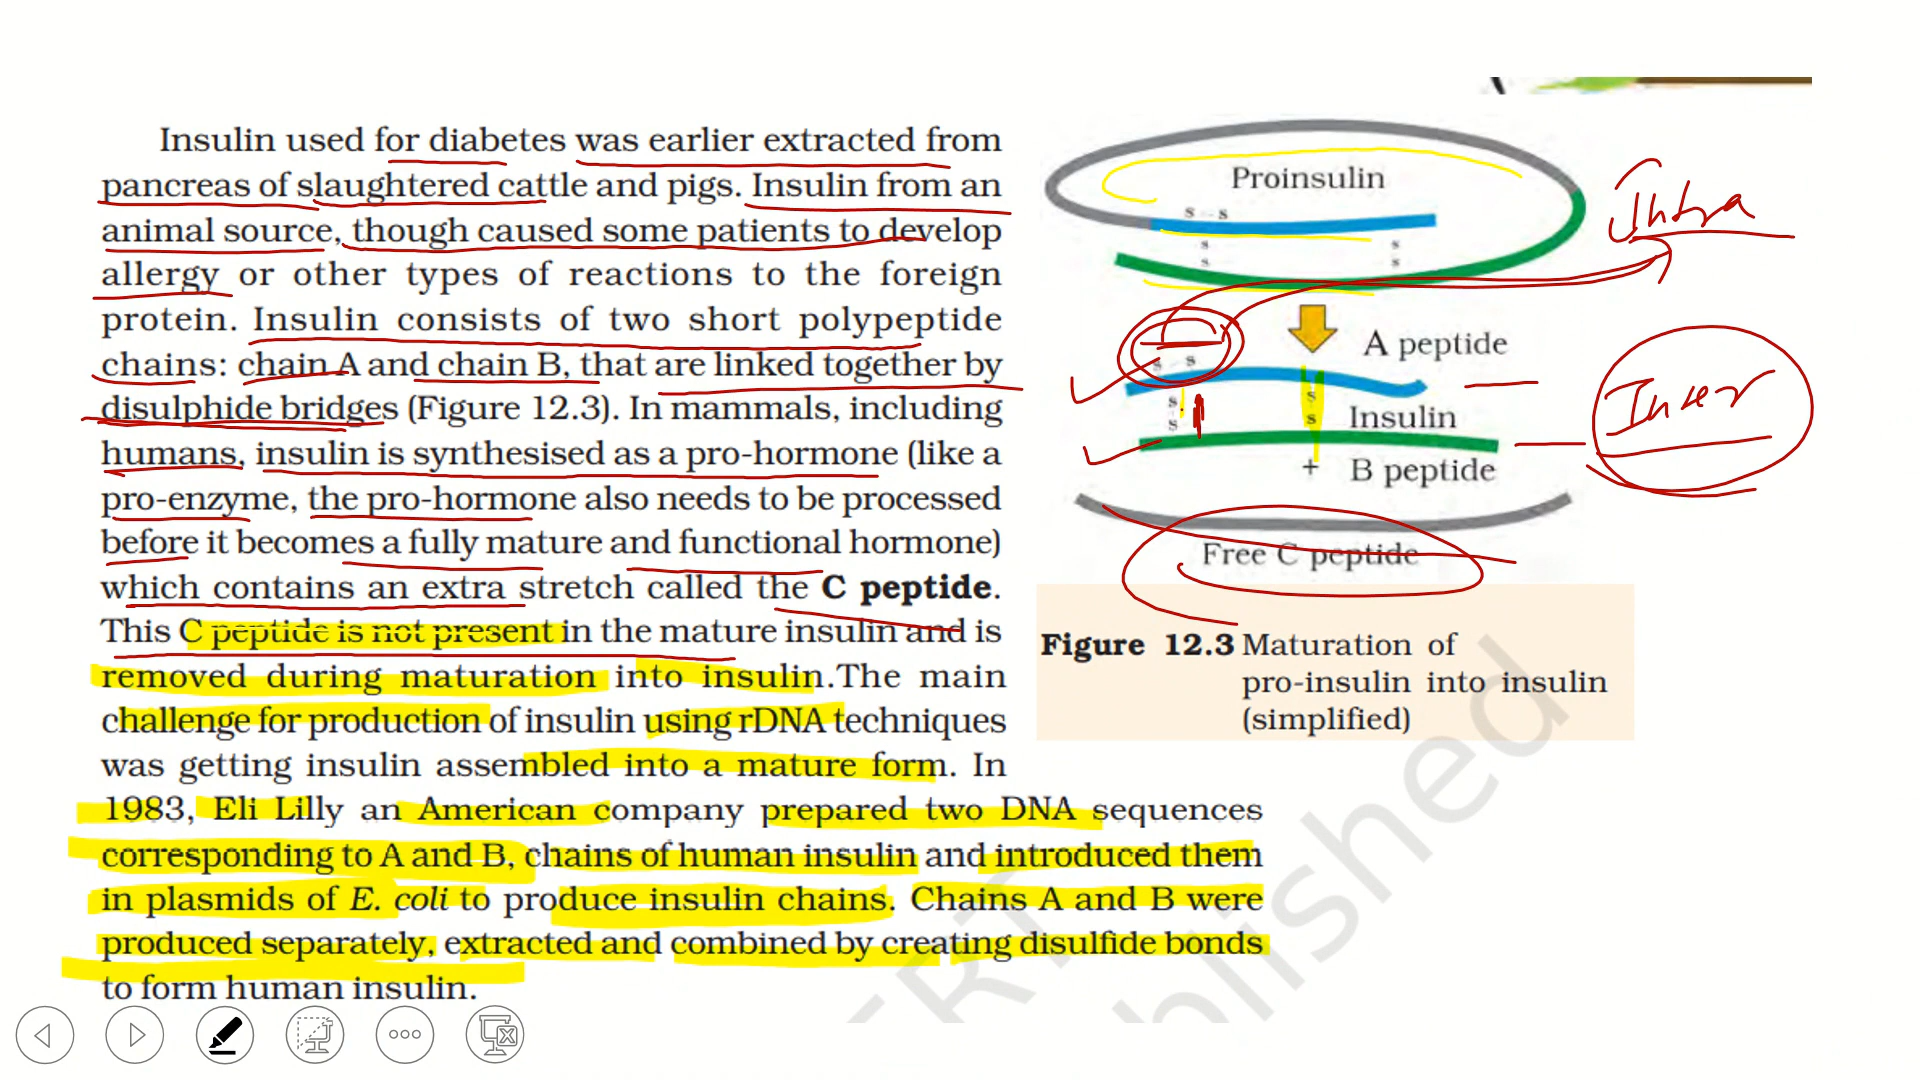 Insulin used for diabetes was earlier extracted from
pancreas of slaughtered cattle and pigs. Insulin from an
animal source, though caused some patients to develop
allergy or other types of reactions to the foreign
protein. Insulin consists of two short polypeptide
chains: chain A and chain B, that are linked together by
disulphide bridges (Figure 12.3). In mammals, including
humans, insulin is synthesised as a pro-hormone (like a
pro-enzyme, the pro-hormone also needs to be processed
before it becomes a fully mature and functional hormone)
which contains an extra stretch called the C peptide.
This C peptide is not present in the mature insulin and is
removed during maturation into insulin.The main
challenge for production of insulin using rDNA techniques
was getting insulin assembled into a mature form. In
1983, Eli Lilly an American company prepared two DNA sequences
corresponding to A and B, chains of human insulin and introduced them
in plasmids of E. coli to produce insulin chains. Chains A and B were
produced separately, extracted and combined by creating disulfide bonds
to form human insulin.
Proinsulin
s - s
s s
s s
Intra
A peptide
s s
s s
s s
Insulin
Inter
+ B peptide
Free C peptide
Figure 12.3 Maturation of
pro-insulin into insulin
(simplified)
blished